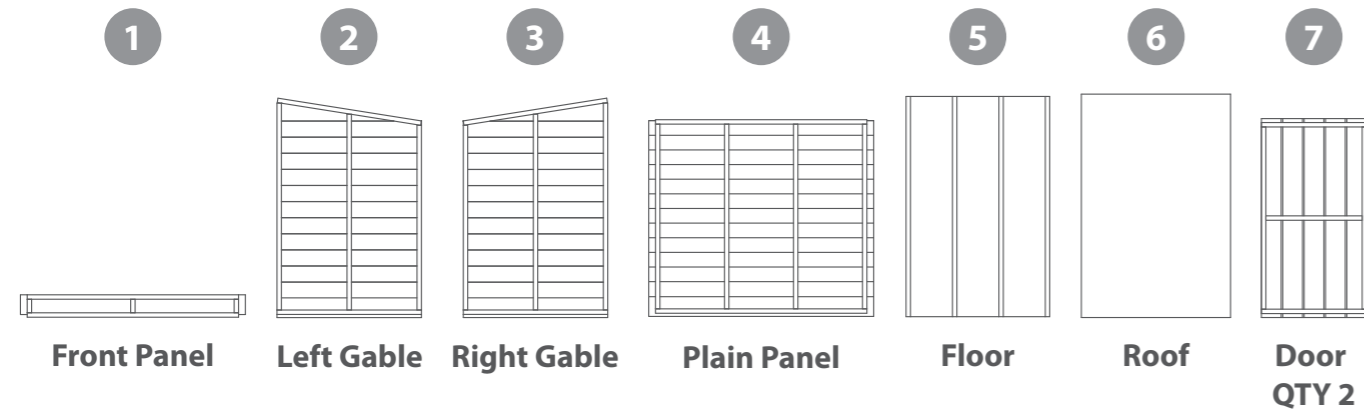 1 2 3 4 5 6 7
Front Panel Left Gable Right Gable Plain Panel Floor Roof Door
QTY 2